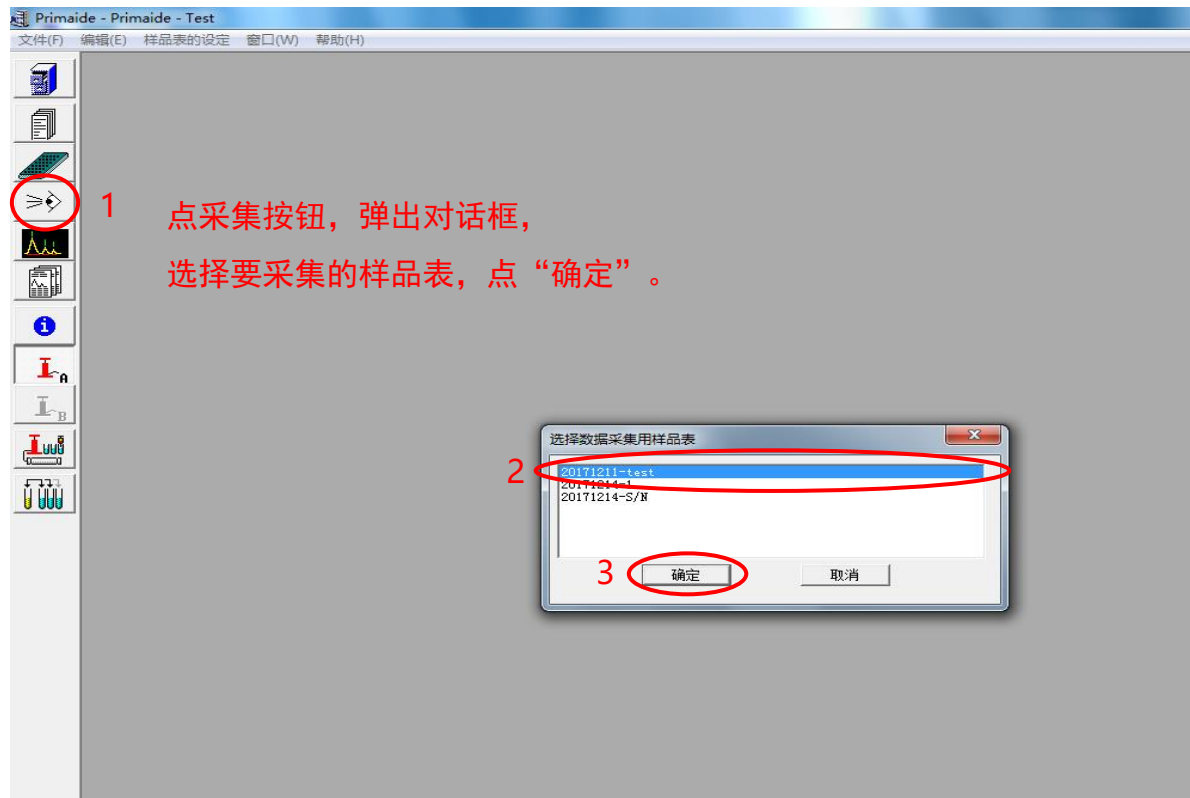 Primaide - Primaide - Test
文件(F) 编辑(E) 样品表的设定 窗口(W) 帮助(H)
1
点采集按钮，弹出对话框，
选择要采集的样品表，点“确定”。
A
B
选择数据采集用样品表
2
20171211-test
20171214-1
20171214-S/N
3
确定 取消